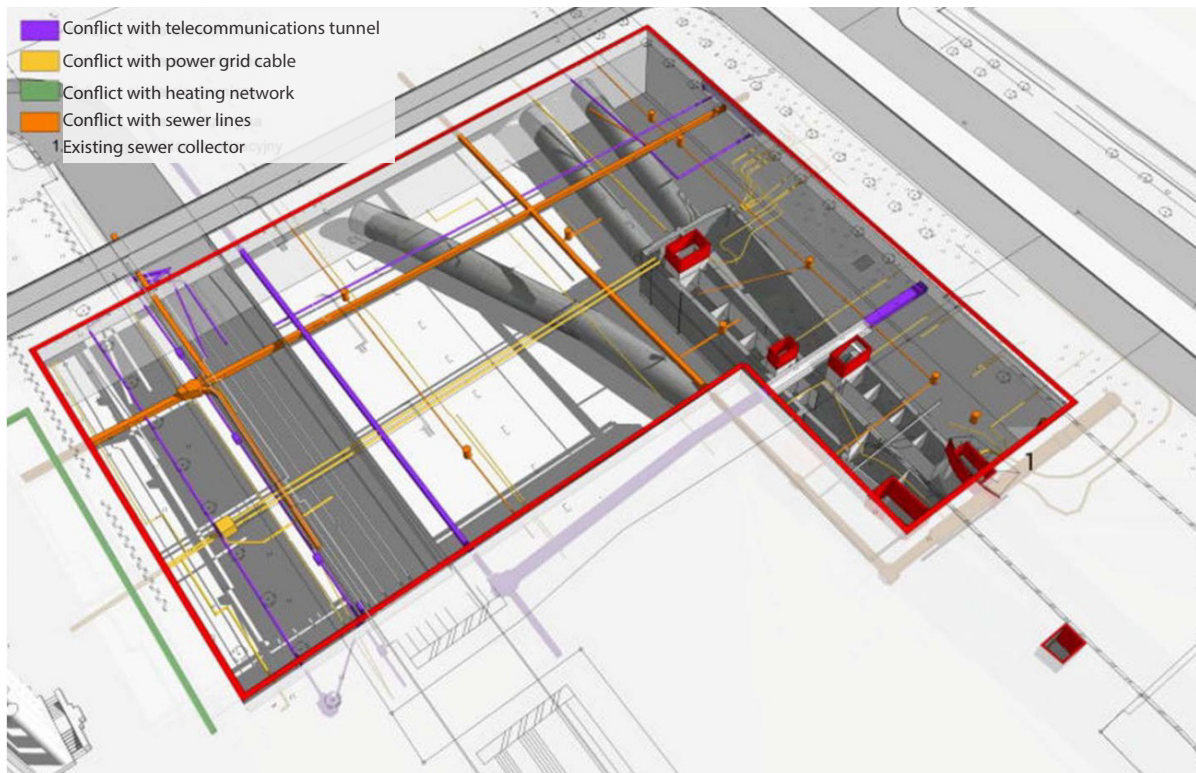 Conflict with telecommunications tunnel
Conflict with power grid cable
Conflict with heating network
Conflict with sewer lines
1. Existing sewer collector
1